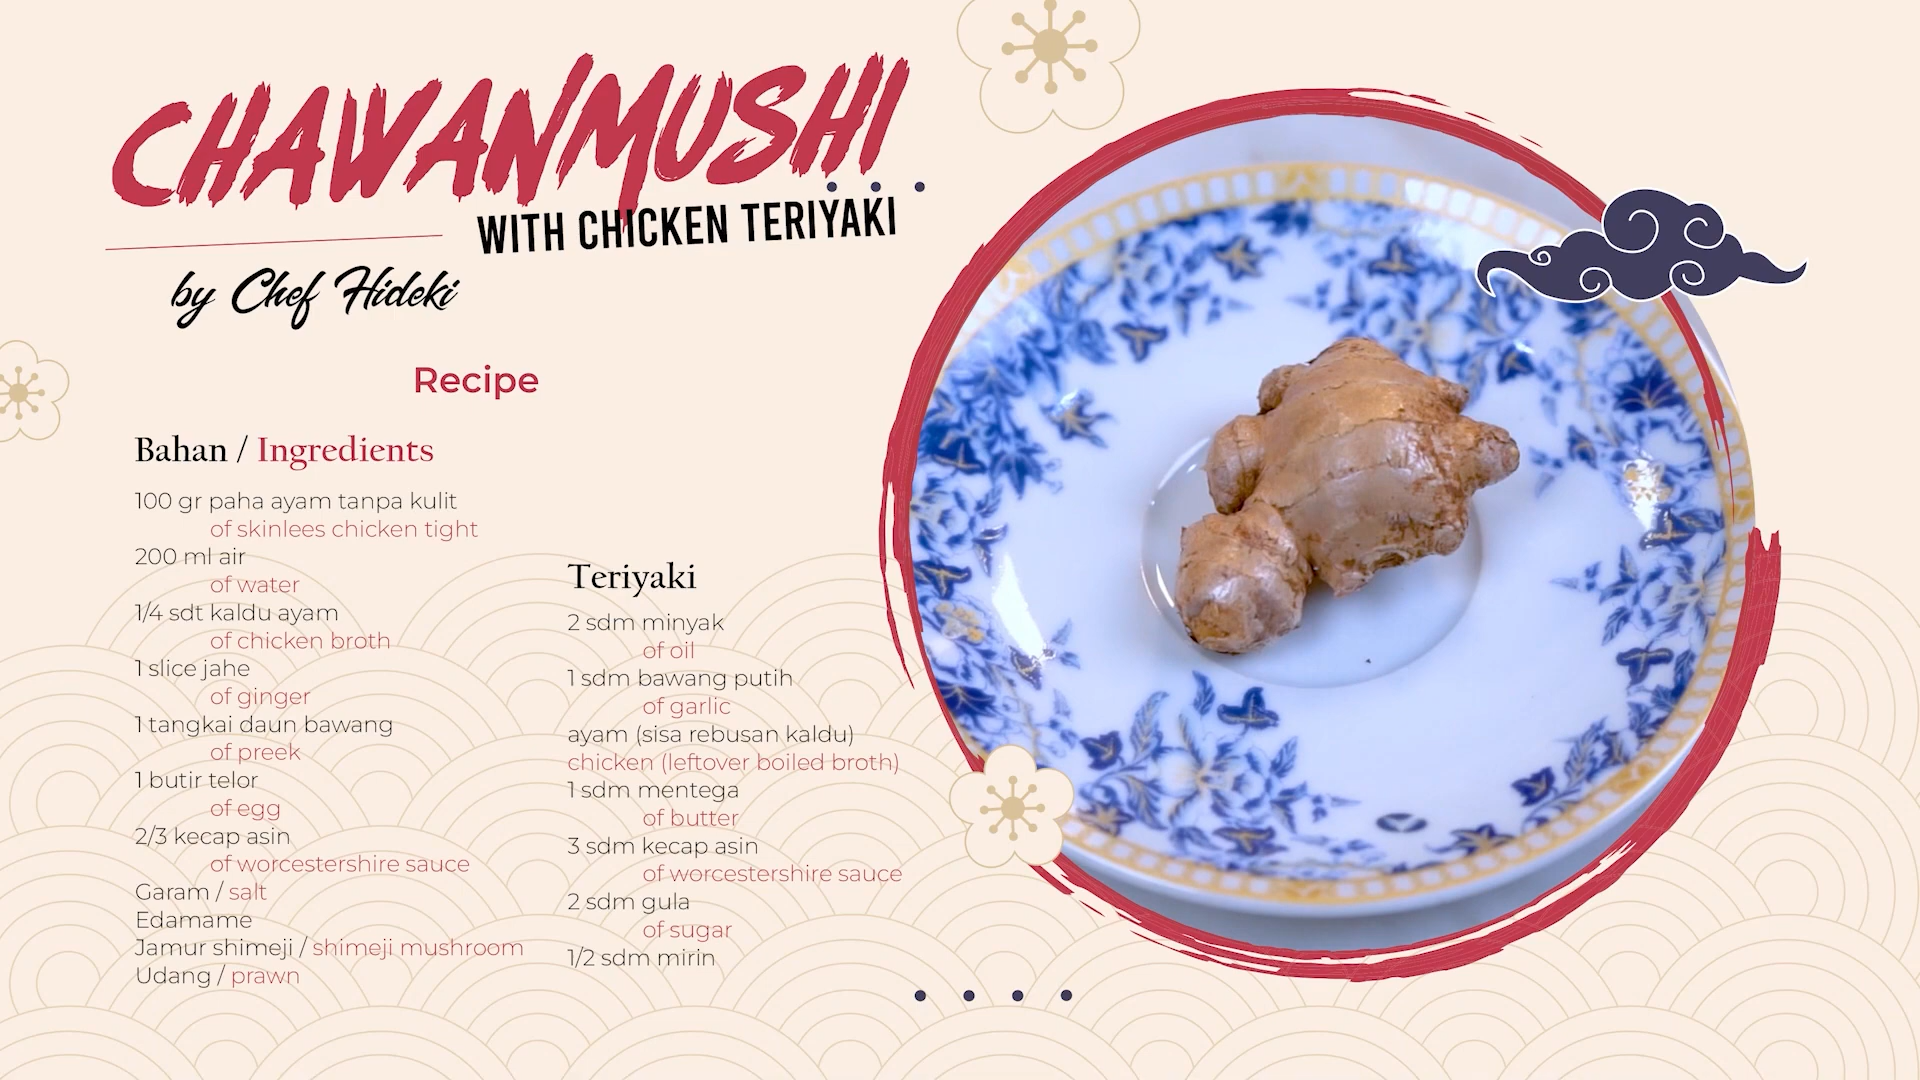 CHAWANMUSHI
WITH CHICKEN TERIYAKI
by Chef Hideki
Recipe
Bahan / Ingredients
100 gr paha ayam tanpa kulit
of skinlees chicken tight
200 ml air
of water
1/4 sdt kaldu ayam
of chicken broth
1 slice jahe
of ginger
1 tangkai daun bawang
of preek
1 butir telor
of egg
2/3 kecap asin
of worcestershire sauce
Garam / salt
Edamame
Jamur shimeji / shimeji mushroom
Udang / prawn
Teriyaki
2 sdm minyak
of oil
1 sdm bawang putih
of garlic
ayam (sisa rebusan kaldu)
chicken (leftover boiled broth)
1 sdm mentega
of butter
3 sdm kecap asin
of worcestershire sauce
2 sdm gula
of sugar
1/2 sdm mirin